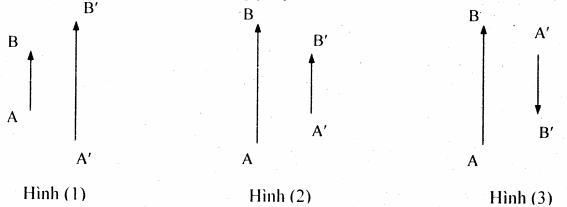 B B′ A A′
B B′ A A′
B A′ A B′
Hình (1) Hình (2) Hình (3)